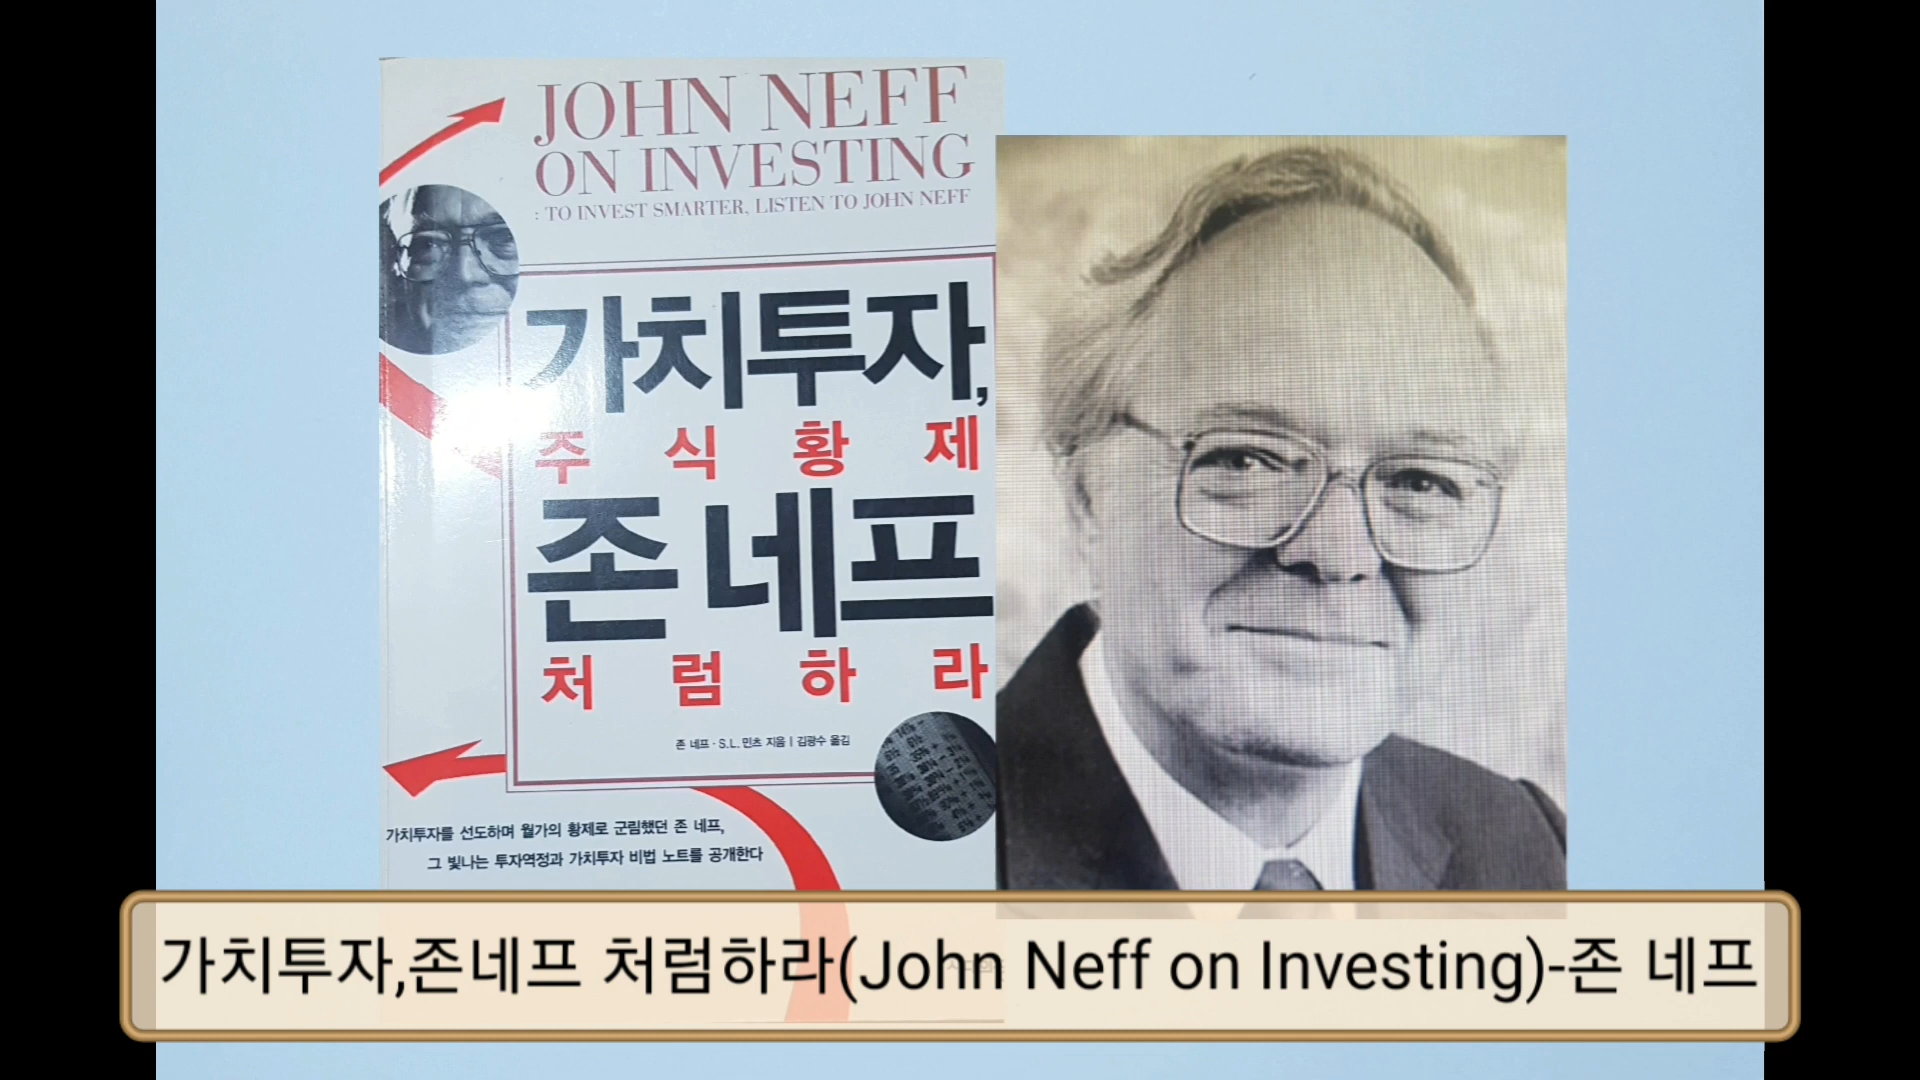 JOHN NEFF
ON INVESTING
: TO INVEST SMARTER, LISTEN TO JOHN NEFF
가치투자,
주식황제
존 네프
처럼하라
존 네프 · S.L.민츠 지음 | 김광수 옮김
가치투자를 선도하며 월가의 황제로 군림했던 존 네프,
그 빛나는 투자역정과 가치투자 비법 노트를 공개한다
가치투자,존네프 처럼하라(John Neff on Investing)-존 네프